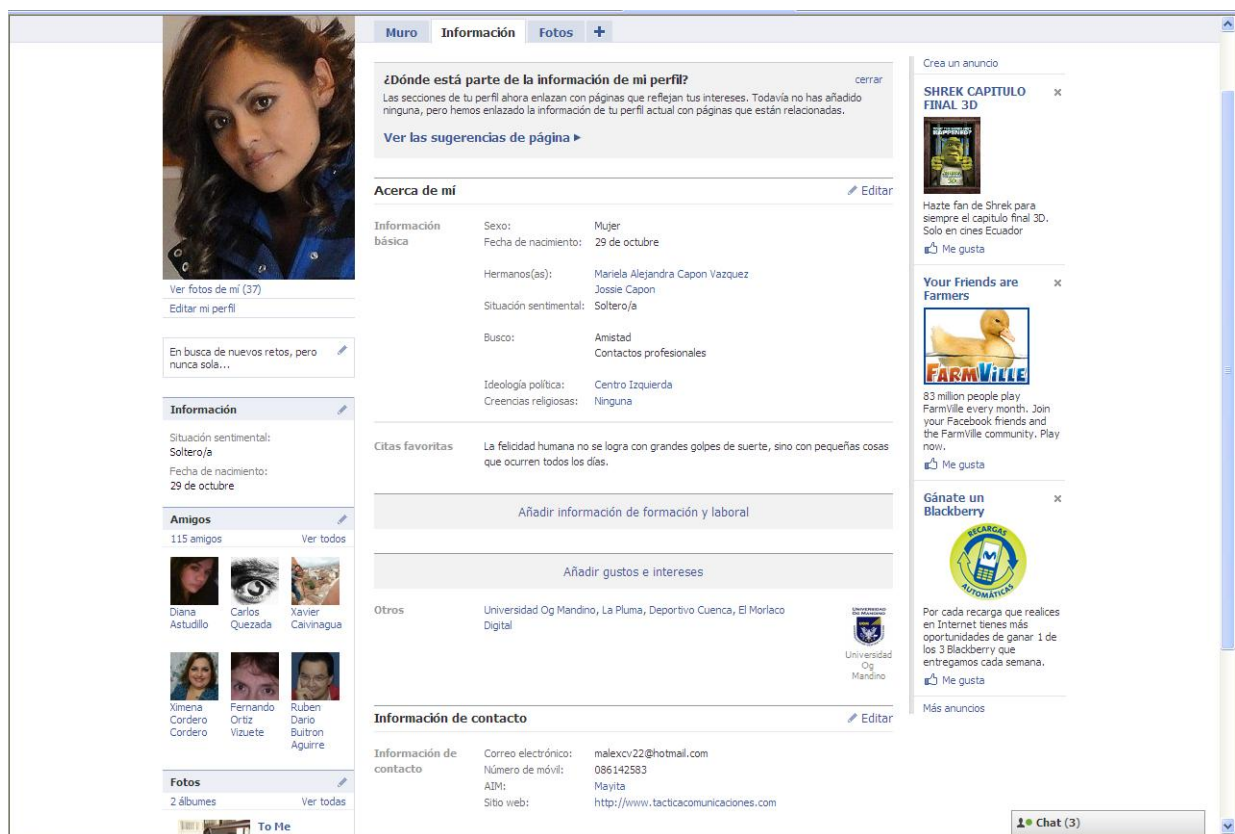 Muro
Información
Fotos
+
¿Dónde está parte de la información de mi perfil?
cerrar
Las secciones de tu perfil ahora enlazan con páginas que reflejan tus intereses. Todavía no has añadido
ninguna, pero hemos enlazado la información de tu perfil actual con páginas que están relacionadas.
Ver las sugerencias de página
Acerca de mí
Editar
Información
básica
Sexo: Mujer
Fecha de nacimiento: 29 de octubre
Hermanos(as): Mariela Alejandra Capon Vazquez
Jossie Capon
Situación sentimental: Soltero/a
Busco: Amistad
Contactos profesionales
Ideología política: Centro Izquierda
Creencias religiosas: Ninguna
Citas favoritas
La felicidad humana no se logra con grandes golpes de suerte, sino con pequeñas cosas
que ocurren todos los días.
Añadir información de formación y laboral
Añadir gustos e intereses
Otros
Universidad Og Mandino, La Pluma, Deportivo Cuenca, El Morlaco
Digital
UNIVERSIDAD
OG MANDINO
Universidad
Og
Mandino
Información de contacto
Editar
Información de
contacto
Correo electrónico: malexcv22@hotmail.com
Número de móvil: 086142583
AIM: Mayita
Sitio web: http://www.tacticacomunicaciones.com
Ver fotos de mí (37)
Editar mi perfil
En busca de nuevos retos, pero
nunca sola...
Información
Situación sentimental:
Soltero/a
Fecha de nacimiento:
29 de octubre
Amigos
115 amigos
Ver todos
Diana
Astudillo
Carlos
Quezada
Xavier
Caivinagua
Ximena
Cordero
Cordero
Fernando
Ortiz
Vizuete
Ruben
Dario
Buitron
Aguirre
Fotos
2 álbumes
Ver todas
To Me
Crea un anuncio
SHREK CAPITULO
FINAL 3D
HAPPENED?
Hazte fan de Shrek para
siempre el capitulo final 3D.
Solo en cines Ecuador
Me gusta
Your Friends are
Farmers
FARMVILLE
83 million people play
FarmVille every month. Join
your Facebook friends and
the FarmVille community. Play
now.
Me gusta
Gánate un
Blackberry
RECARGAS
AUTOMÁTICAS
Por cada recarga que realices
en Internet tienes más
oportunidades de ganar 1 de
los 3 Blackberry que
entregamos cada semana.
Me gusta
Más anuncios
Chat (3)